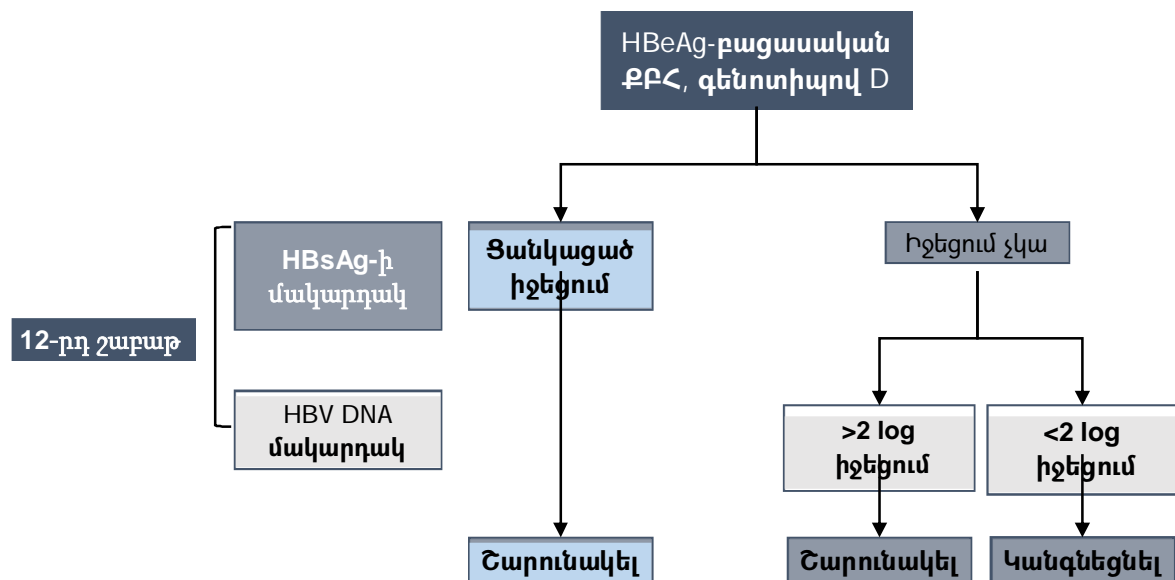 HBeAg-բացասական
ՔԲՀ, գենոտիպով D
HBsAg-ի
մակարդակ
Ցանկացած
իջեցում
Իջեցում չկա
12-րդ շաբաթ
HBV DNA
մակարդակ
>2 log
իջեցում
<2 log
իջեցում
Շարունակել
Շարունակել
Կանգնեցնել